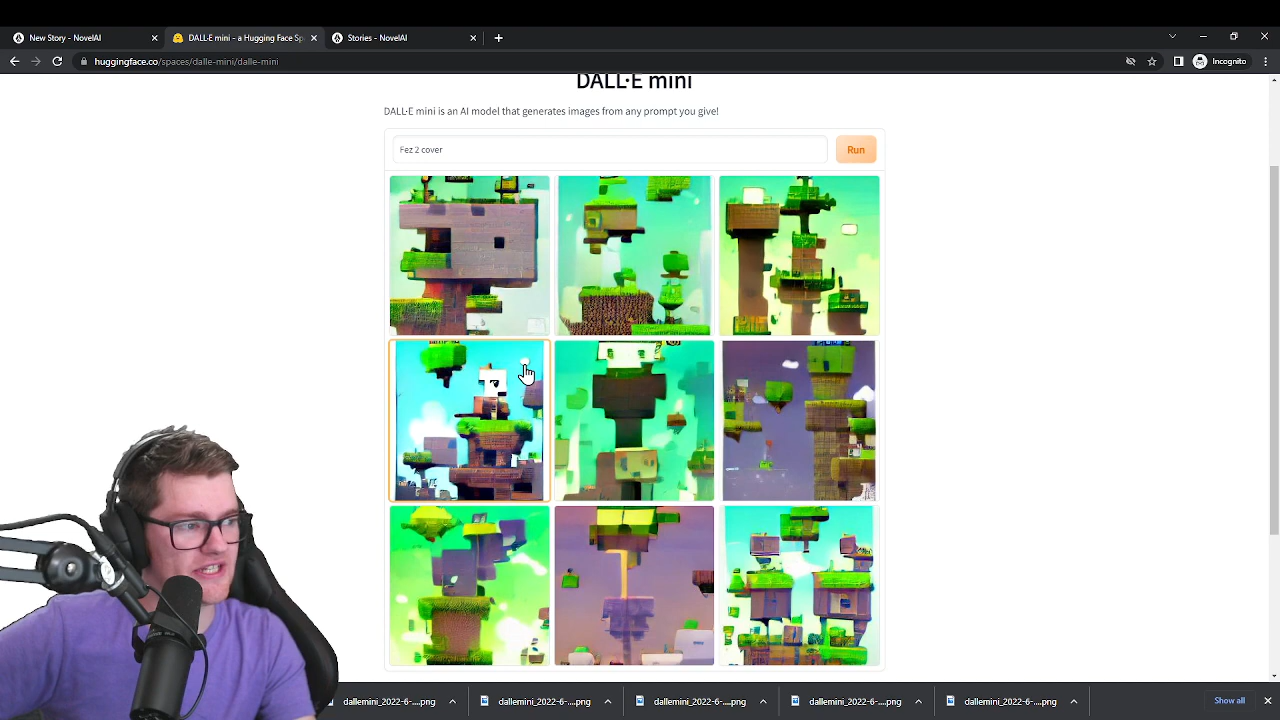 New Story - NovelAI
DALL·E mini - a Hugging Face Sp
Stories - NovelAI
huggingface.co/spaces/dalle-mini/dalle-mini
Incognito
DALL·E mini
DALL·E mini is an AI model that generates images from any prompt you give!
Fez 2 cover
Run
dallemini_2022-6-...png
dallemini_2022-6-...png
dallemini_2022-6-...png
dallemini_2022-6-...png
dallemini_2022-6-...png
Show all